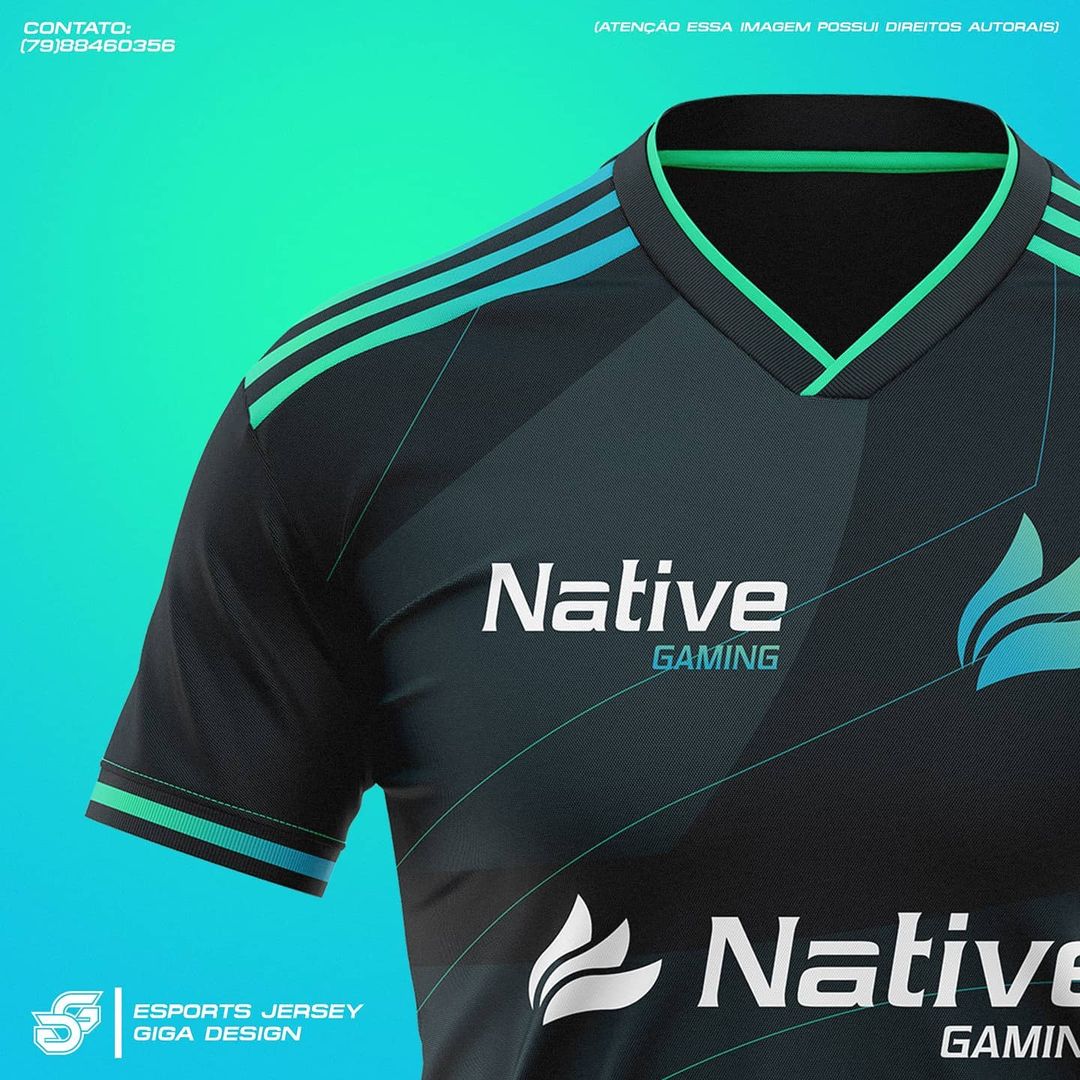 CONTATO:
(79)88460356
(ATENÇÃO ESSA IMAGEM POSSUI DIREITOS AUTORAIS)
Native
GAMING
Native
GAMIN
ESPORTS JERSEY
GIGA DESIGN